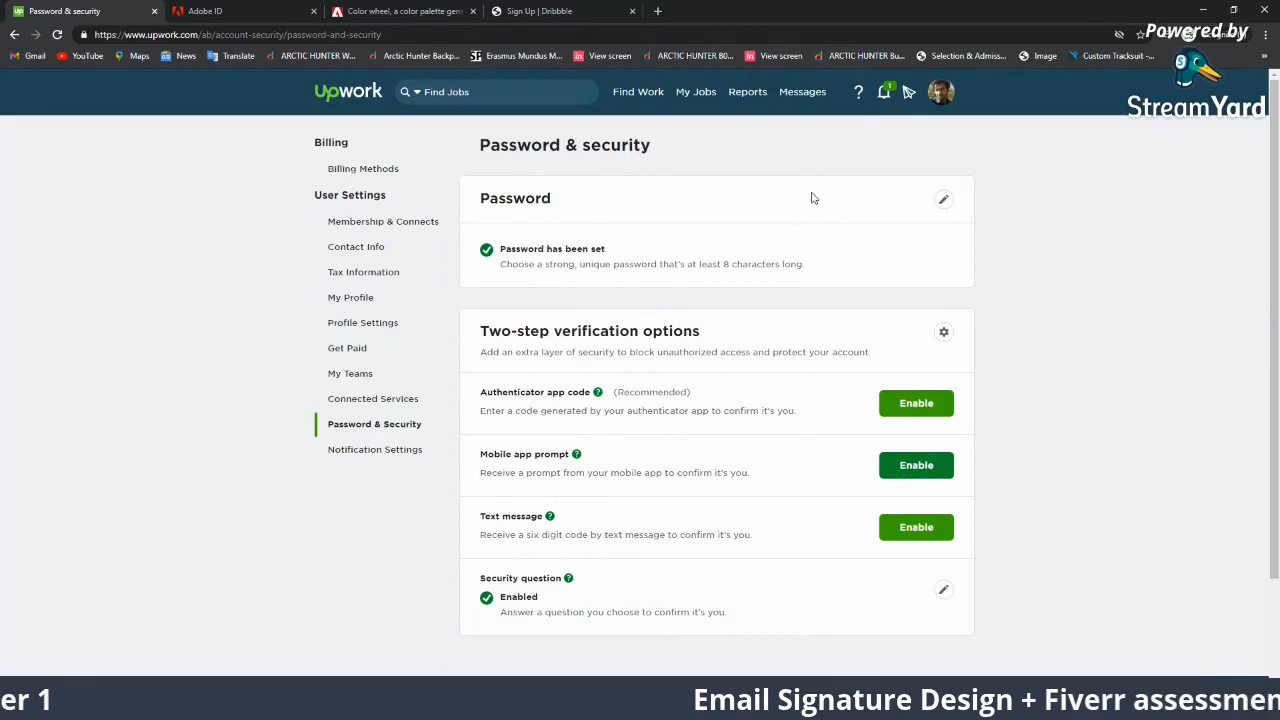 Password & security
Adobe ID
Color wheel, a color palette gene
Sign Up | Dribbble
Powered by
https://www.upwork.com/ab/account-security/password-and-security
Gmail
YouTube
Maps
News
Translate
ARCTIC HUNTER W...
Arctic Hunter Backp...
Erasmus Mundus M...
View screen
ARCTIC HUNTER B0...
View screen
ARCTIC HUNTER Bu...
Selection & Admiss...
Image
Custom Tracksuit -...
StreamYard
Upwork
Find Jobs
Find Work
My Jobs
Reports
Messages
1
Billing
Billing Methods
User Settings
Membership & Connects
Contact Info
Tax Information
My Profile
Profile Settings
Get Paid
My Teams
Connected Services
Password & Security
Notification Settings
Password & security
Password
Password has been set
Choose a strong, unique password that's at least 8 characters long.
Two-step verification options
Add an extra layer of security to block unauthorized access and protect your account.
Authenticator app code (Recommended)
Enter a code generated by your authenticator app to confirm it's you.
Enable
Mobile app prompt
Receive a prompt from your mobile app to confirm it's you.
Enable
Text message
Receive a six digit code by text message to confirm it's you.
Enable
Security question
Enabled
Answer a question you choose to confirm it's you.
er 1
Email Signature Design + Fiverr assessmen